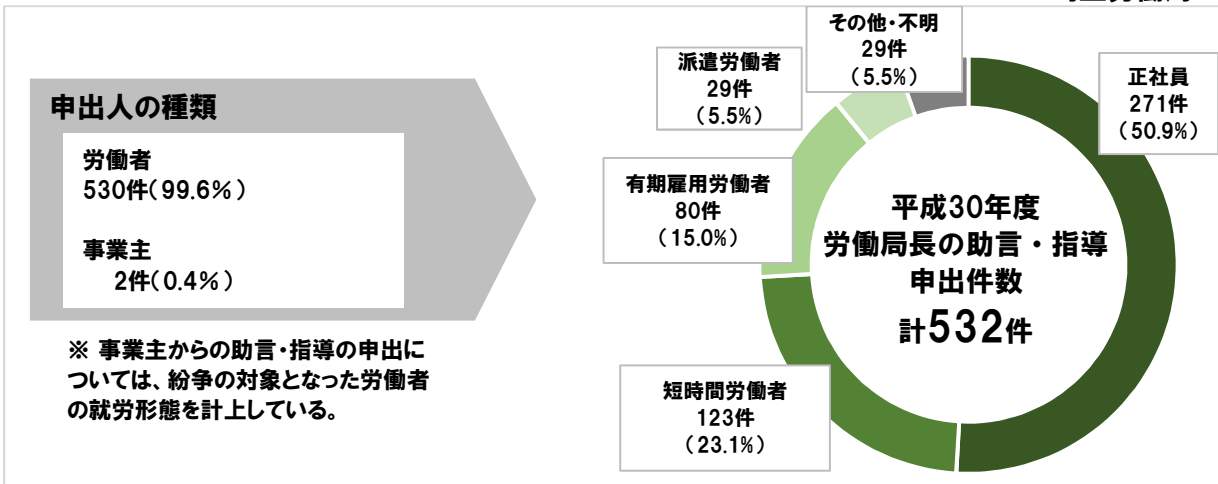 申出人の種類
労働者
530件(99.6%)
事業主
2件(0.4%)
※ 事業主からの助言・指導の申出に
ついては、紛争の対象となった労働者
の就労形態を計上している。
その他・不明
29件
(5.5%)
派遣労働者
29件
(5.5%)
正社員
271件
(50.9%)
有期雇用労働者
80件
(15.0%)
平成30年度
労働局長の助言・指導
申出件数
計532件
短時間労働者
123件
(23.1%)